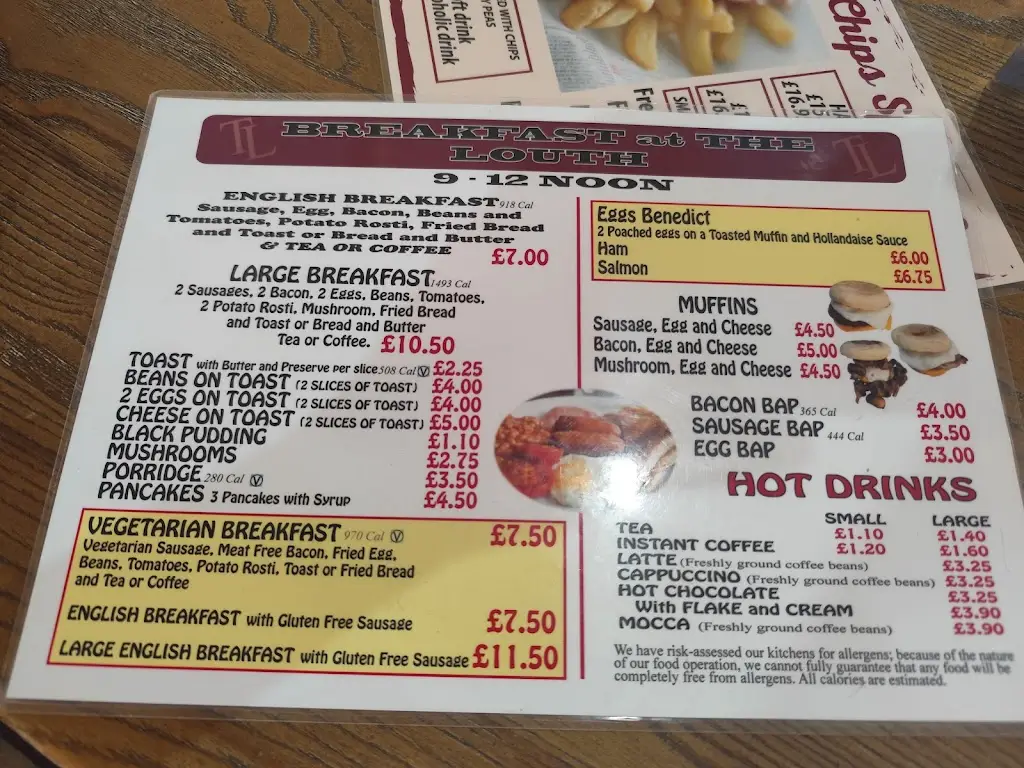 ED WITH CHIPS
Y PEAS
ft drink
oholic drink
Chips
TL
BREAKFAST at THE
LOUTH
TL
9 - 12 NOON
ENGLISH BREAKFAST 918 Cal
Sausage, Egg, Bacon, Beans and
Tomatoes, Potato Rosti, Fried Bread
and Toast or Bread and Butter
& TEA OR COFFEE £7.00
LARGE BREAKFAST 1493 Cal
2 Sausages, 2 Bacon, 2 Eggs, Beans, Tomatoes,
2 Potato Rosti, Mushroom, Fried Bread
and Toast or Bread and Butter
Tea or Coffee. £10.50
TOAST with Butter and Preserve per slice 508 Cal V £2.25
BEANS ON TOAST (2 SLICES OF TOAST) £4.00
2 EGGS ON TOAST (2 SLICES OF TOAST) £4.00
CHEESE ON TOAST (2 SLICES OF TOAST) £5.00
BLACK PUDDING £1.10
MUSHROOMS £2.75
PORRIDGE 280 Cal V £3.50
PANCAKES 3 Pancakes with Syrup £4.50
VEGETARIAN BREAKFAST 970 Cal V £7.50
Vegetarian Sausage, Meat Free Bacon, Fried Egg,
Beans, Tomatoes, Potato Rosti, Toast or Fried Bread
and Tea or Coffee
ENGLISH BREAKFAST with Gluten Free Sausage £7.50
LARGE ENGLISH BREAKFAST with Gluten Free Sausage £11.50
Eggs Benedict
2 Poached eggs on a Toasted Muffin and Hollandaise Sauce
Ham £6.00
Salmon £6.75
MUFFINS
Sausage, Egg and Cheese £4.50
Bacon, Egg and Cheese £5.00
Mushroom, Egg and Cheese £4.50
BACON BAP 365 Cal £4.00
SAUSAGE BAP 444 Cal £3.50
EGG BAP £3.00
HOT DRINKS
SMALL LARGE
TEA £1.10 £1.40
INSTANT COFFEE £1.20 £1.60
LATTE (Freshly ground coffee beans) £3.25
CAPPUCCINO (Freshly ground coffee beans) £3.25
HOT CHOCOLATE £3.25
With FLAKE and CREAM £3.90
MOCCA (Freshly ground coffee beans) £3.90
We have risk-assessed our kitchens for allergens; because of the nature
of our food operation, we cannot fully guarantee that any food will be
completely free from allergens. All calories are estimated.